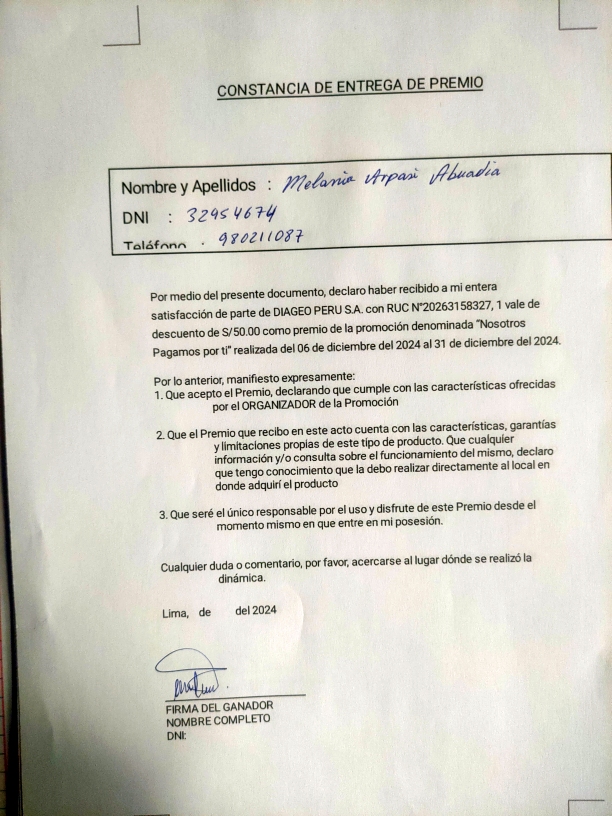 CONSTANCIA DE ENTREGA DE PREMIO
Nombre y Apellidos : Melania Arpasi Abuadia
DNI : 32954674
Teléfono : 980211087
Por medio del presente documento, declaro haber recibido a mi entera
satisfacción de parte de DIAGEO PERU S.A. con RUC N°20263158327, 1 vale de
descuento de S/50.00 como premio de la promoción denominada "Nosotros
Pagamos por ti" realizada del 06 de diciembre del 2024 al 31 de diciembre del 2024.
Por lo anterior, manifiesto expresamente:
1. Que acepto el Premio, declarando que cumple con las características ofrecidas
por el ORGANIZADOR de la Promoción
2. Que el Premio que recibo en este acto cuenta con las características, garantías
y limitaciones propias de este tipo de producto. Que cualquier
información y/o consulta sobre el funcionamiento del mismo, declaro
que tengo conocimiento que la debo realizar directamente al local en
donde adquirí el producto
3. Que seré el único responsable por el uso y disfrute de este Premio desde el
momento mismo en que entre en mi posesión.
Cualquier duda o comentario, por favor, acercarse al lugar dónde se realizó la
dinámica.
Lima, de del 2024
FIRMA DEL GANADOR
NOMBRE COMPLETO
DNI: